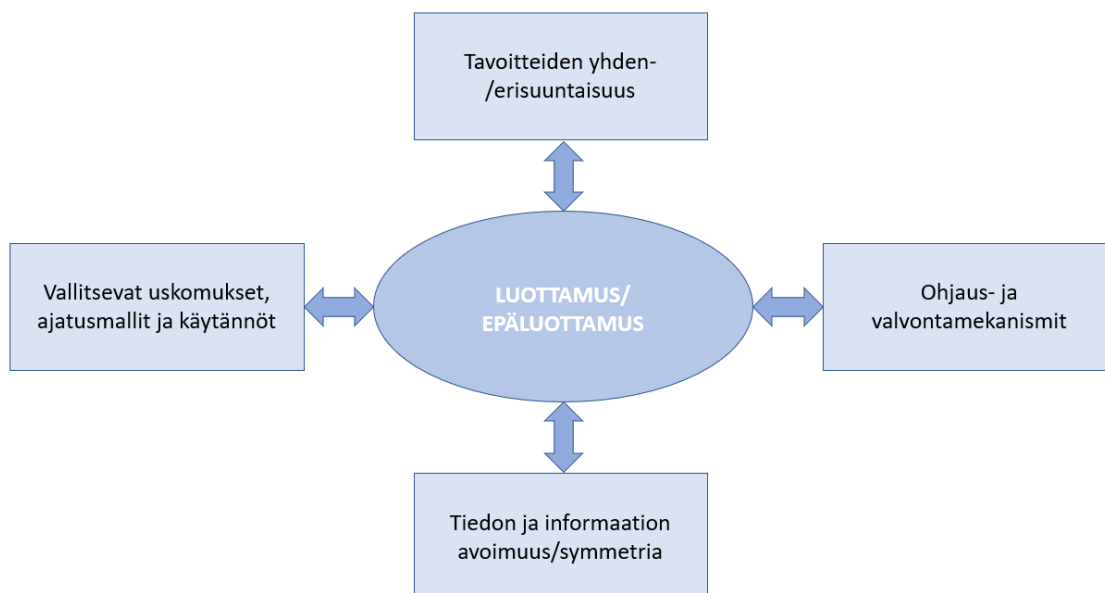 Tavoitteiden yhden-
/erisuuntaisuus
Vallitsevat uskomukset,
ajatusmallit ja käytännöt
LUOTTAMUS/
EPÄLUOTTAMUS
Ohjaus- ja
valvontamekanismit
Tiedon ja informaation
avoimuus/symmetria